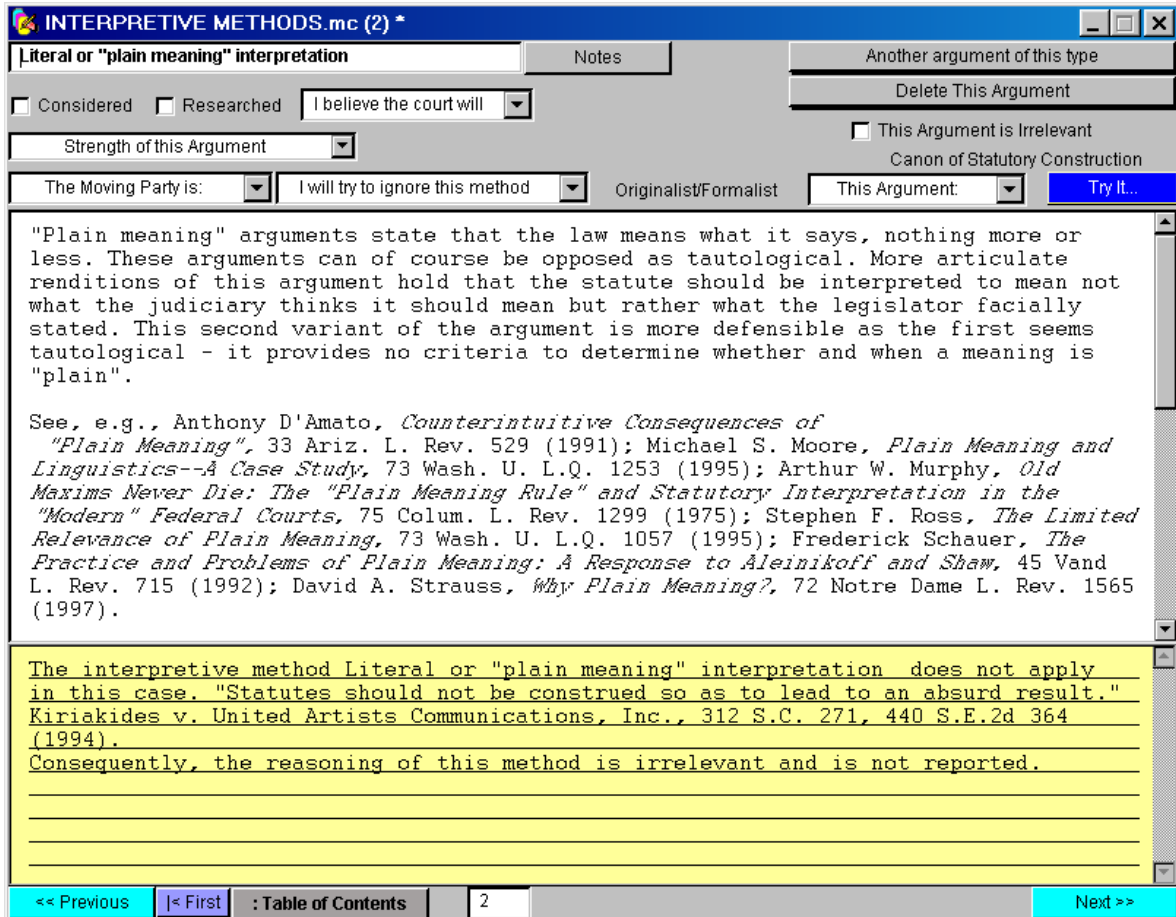 INTERPRETIVE METHODS.mc (2) *
Literal or "plain meaning" interpretation
Notes
Another argument of this type
Delete This Argument
Considered
Researched
I believe the court will
This Argument is Irrelevant
Strength of this Argument
Canon of Statutory Construction
The Moving Party is:
I will try to ignore this method
Originalist/Formalist
This Argument:
Try It...
"Plain meaning" arguments state that the law means what it says, nothing more or
less. These arguments can of course be opposed as tautological. More articulate
renditions of this argument hold that the statute should be interpreted to mean not
what the judiciary thinks it should mean but rather what the legislator facially
stated. This second variant of the argument is more defensible as the first seems
tautological - it provides no criteria to determine whether and when a meaning is
"plain".
See, e.g., Anthony D'Amato, Counterintuitive Consequences of
"Plain Meaning", 33 Ariz. L. Rev. 529 (1991); Michael S. Moore, Plain Meaning and
Linguistics--A Case Study, 73 Wash. U. L.Q. 1253 (1995); Arthur W. Murphy, Old
Maxims Never Die: The "Plain Meaning Rule" and Statutory Interpretation in the
"Modern" Federal Courts, 75 Colum. L. Rev. 1299 (1975); Stephen F. Ross, The Limited
Relevance of Plain Meaning, 73 Wash. U. L.Q. 1057 (1995); Frederick Schauer, The
Practice and Problems of Plain Meaning: A Response to Aleinikoff and Shaw, 45 Vand
L. Rev. 715 (1992); David A. Strauss, Why Plain Meaning?, 72 Notre Dame L. Rev. 1565
(1997).
The interpretive method Literal or "plain meaning" interpretation does not apply
in this case. "Statutes should not be construed so as to lead to an absurd result."
Kiriakides v. United Artists Communications, Inc., 312 S.C. 271, 440 S.E.2d 364
(1994).
Consequently, the reasoning of this method is irrelevant and is not reported.
<< Previous
|< First
: Table of Contents
2
Next >>